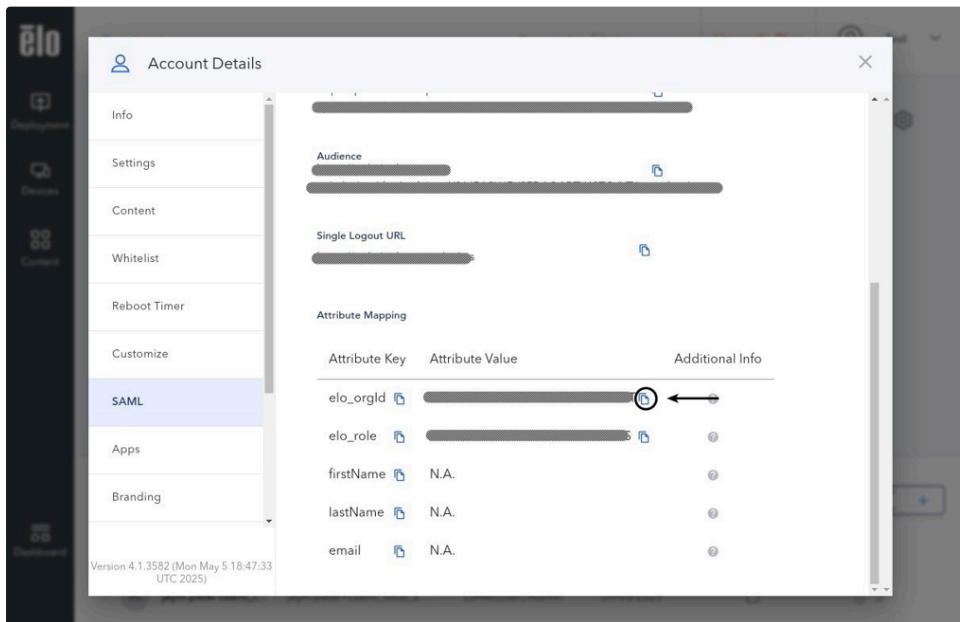 ēlo
Account Details
Deployment
Devices
Content
Dashboard
Info
Settings
Content
Whitelist
Reboot Timer
Customize
SAML
Apps
Branding
Version 4.1.3582 (Mon May 5 18:47:33
UTC 2025)
Audience
Single Logout URL
Attribute Mapping
Attribute Key Attribute Value Additional Info
elo_orgId
elo_role
firstName N.A.
lastName N.A.
email N.A.